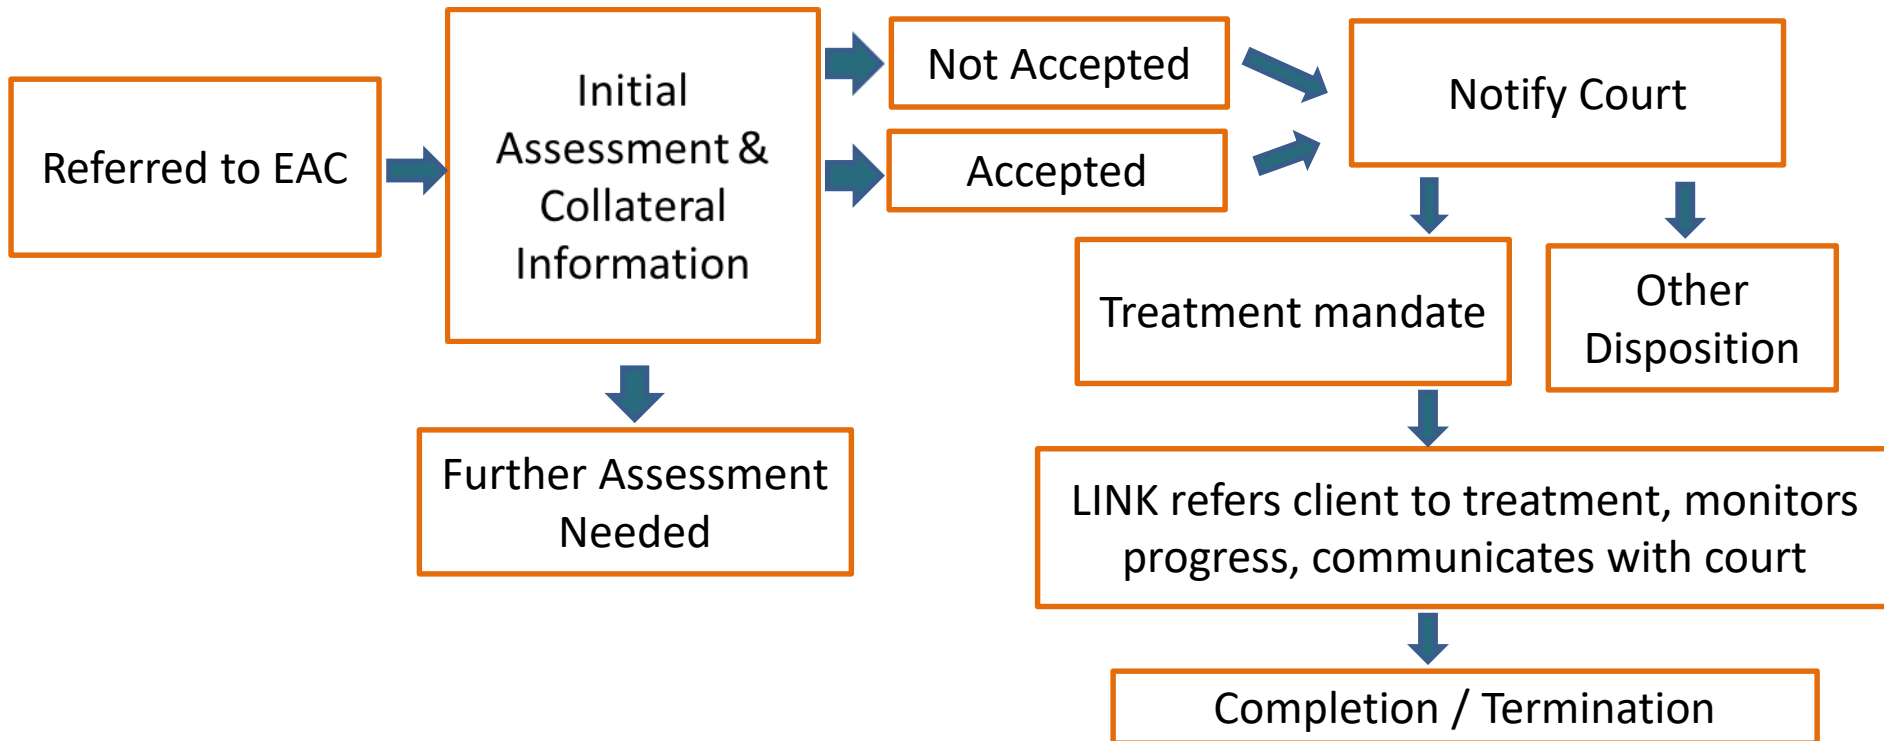 Referred to EAC
Initial
Assessment &
Collateral
Information
Not Accepted
Accepted
Notify Court
Further Assessment
Needed
Treatment mandate
Other
Disposition
LINK refers client to treatment, monitors
progress, communicates with court
Completion / Termination